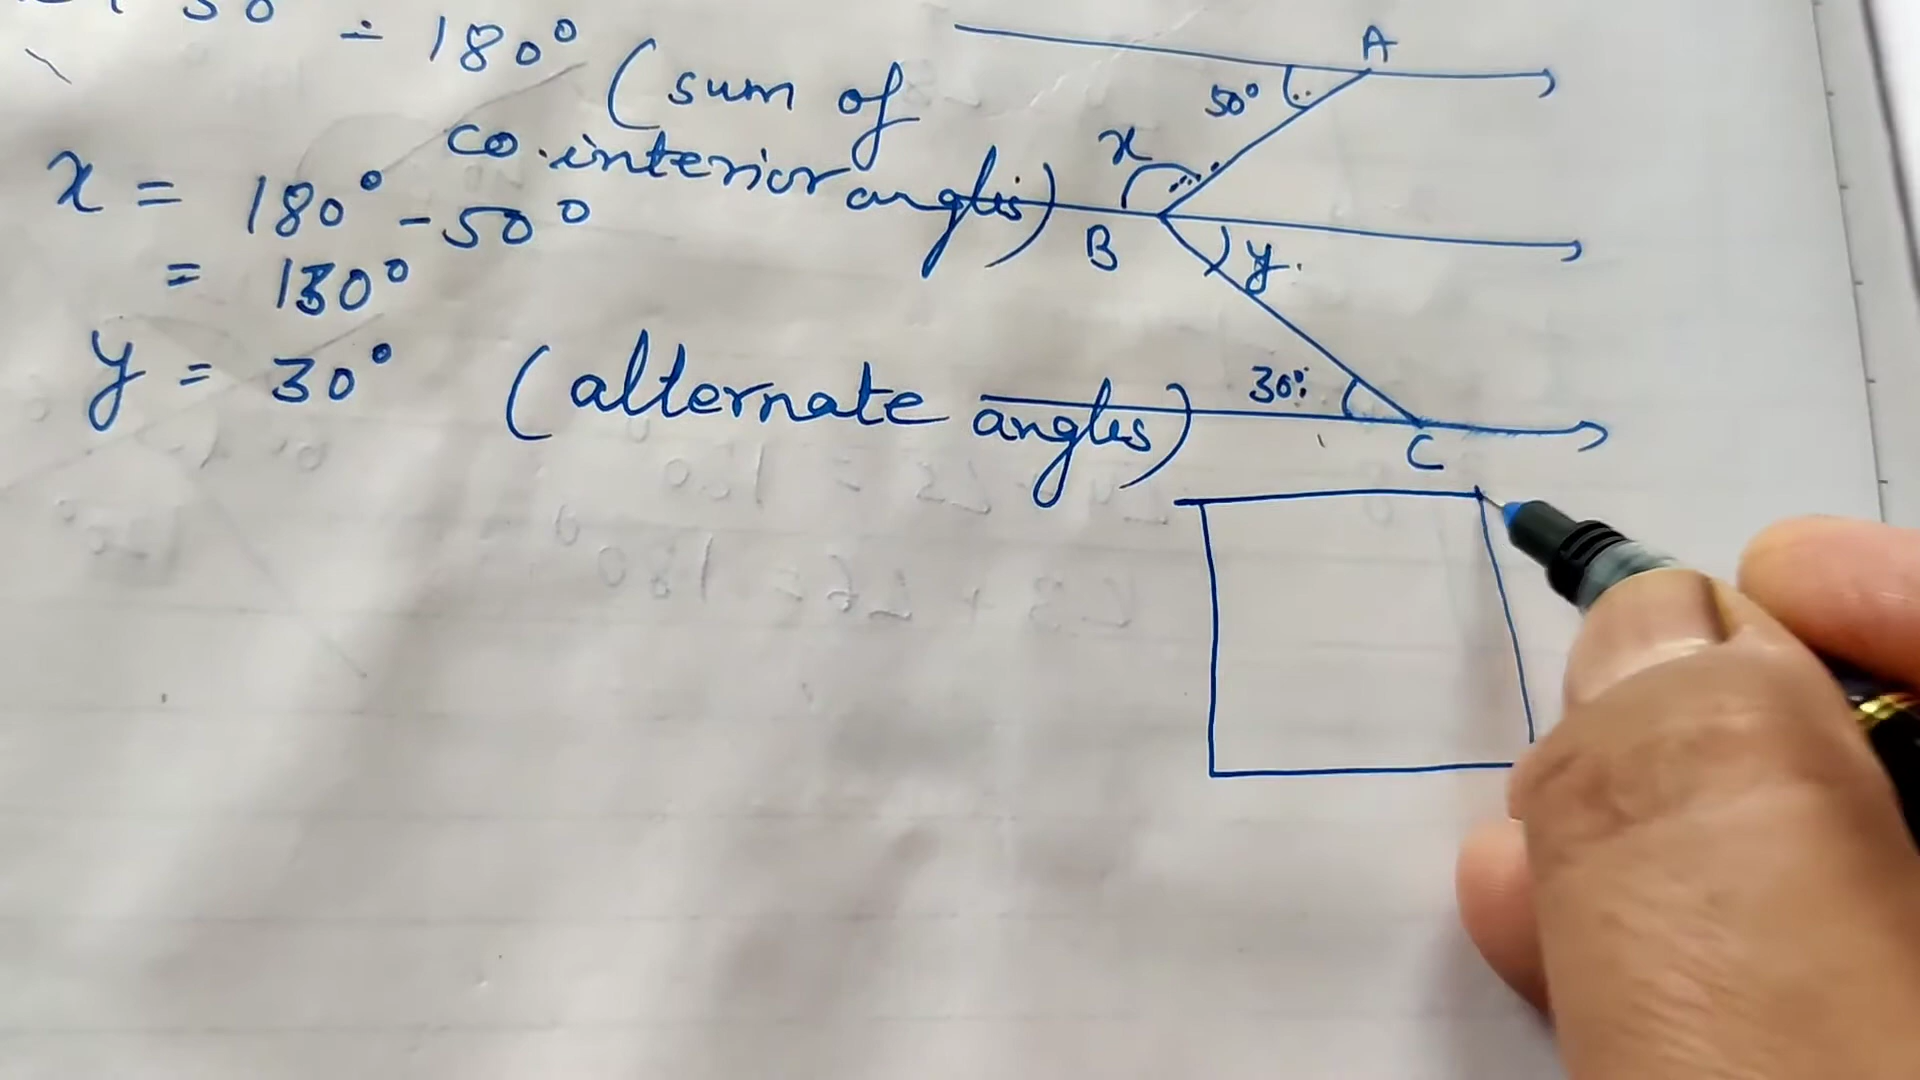 = 180° (sum of
co.interior angles)
x = 180° - 50°
= 130°
y = 30° (alternate angles)
A
50°
x
B
y
30°
C